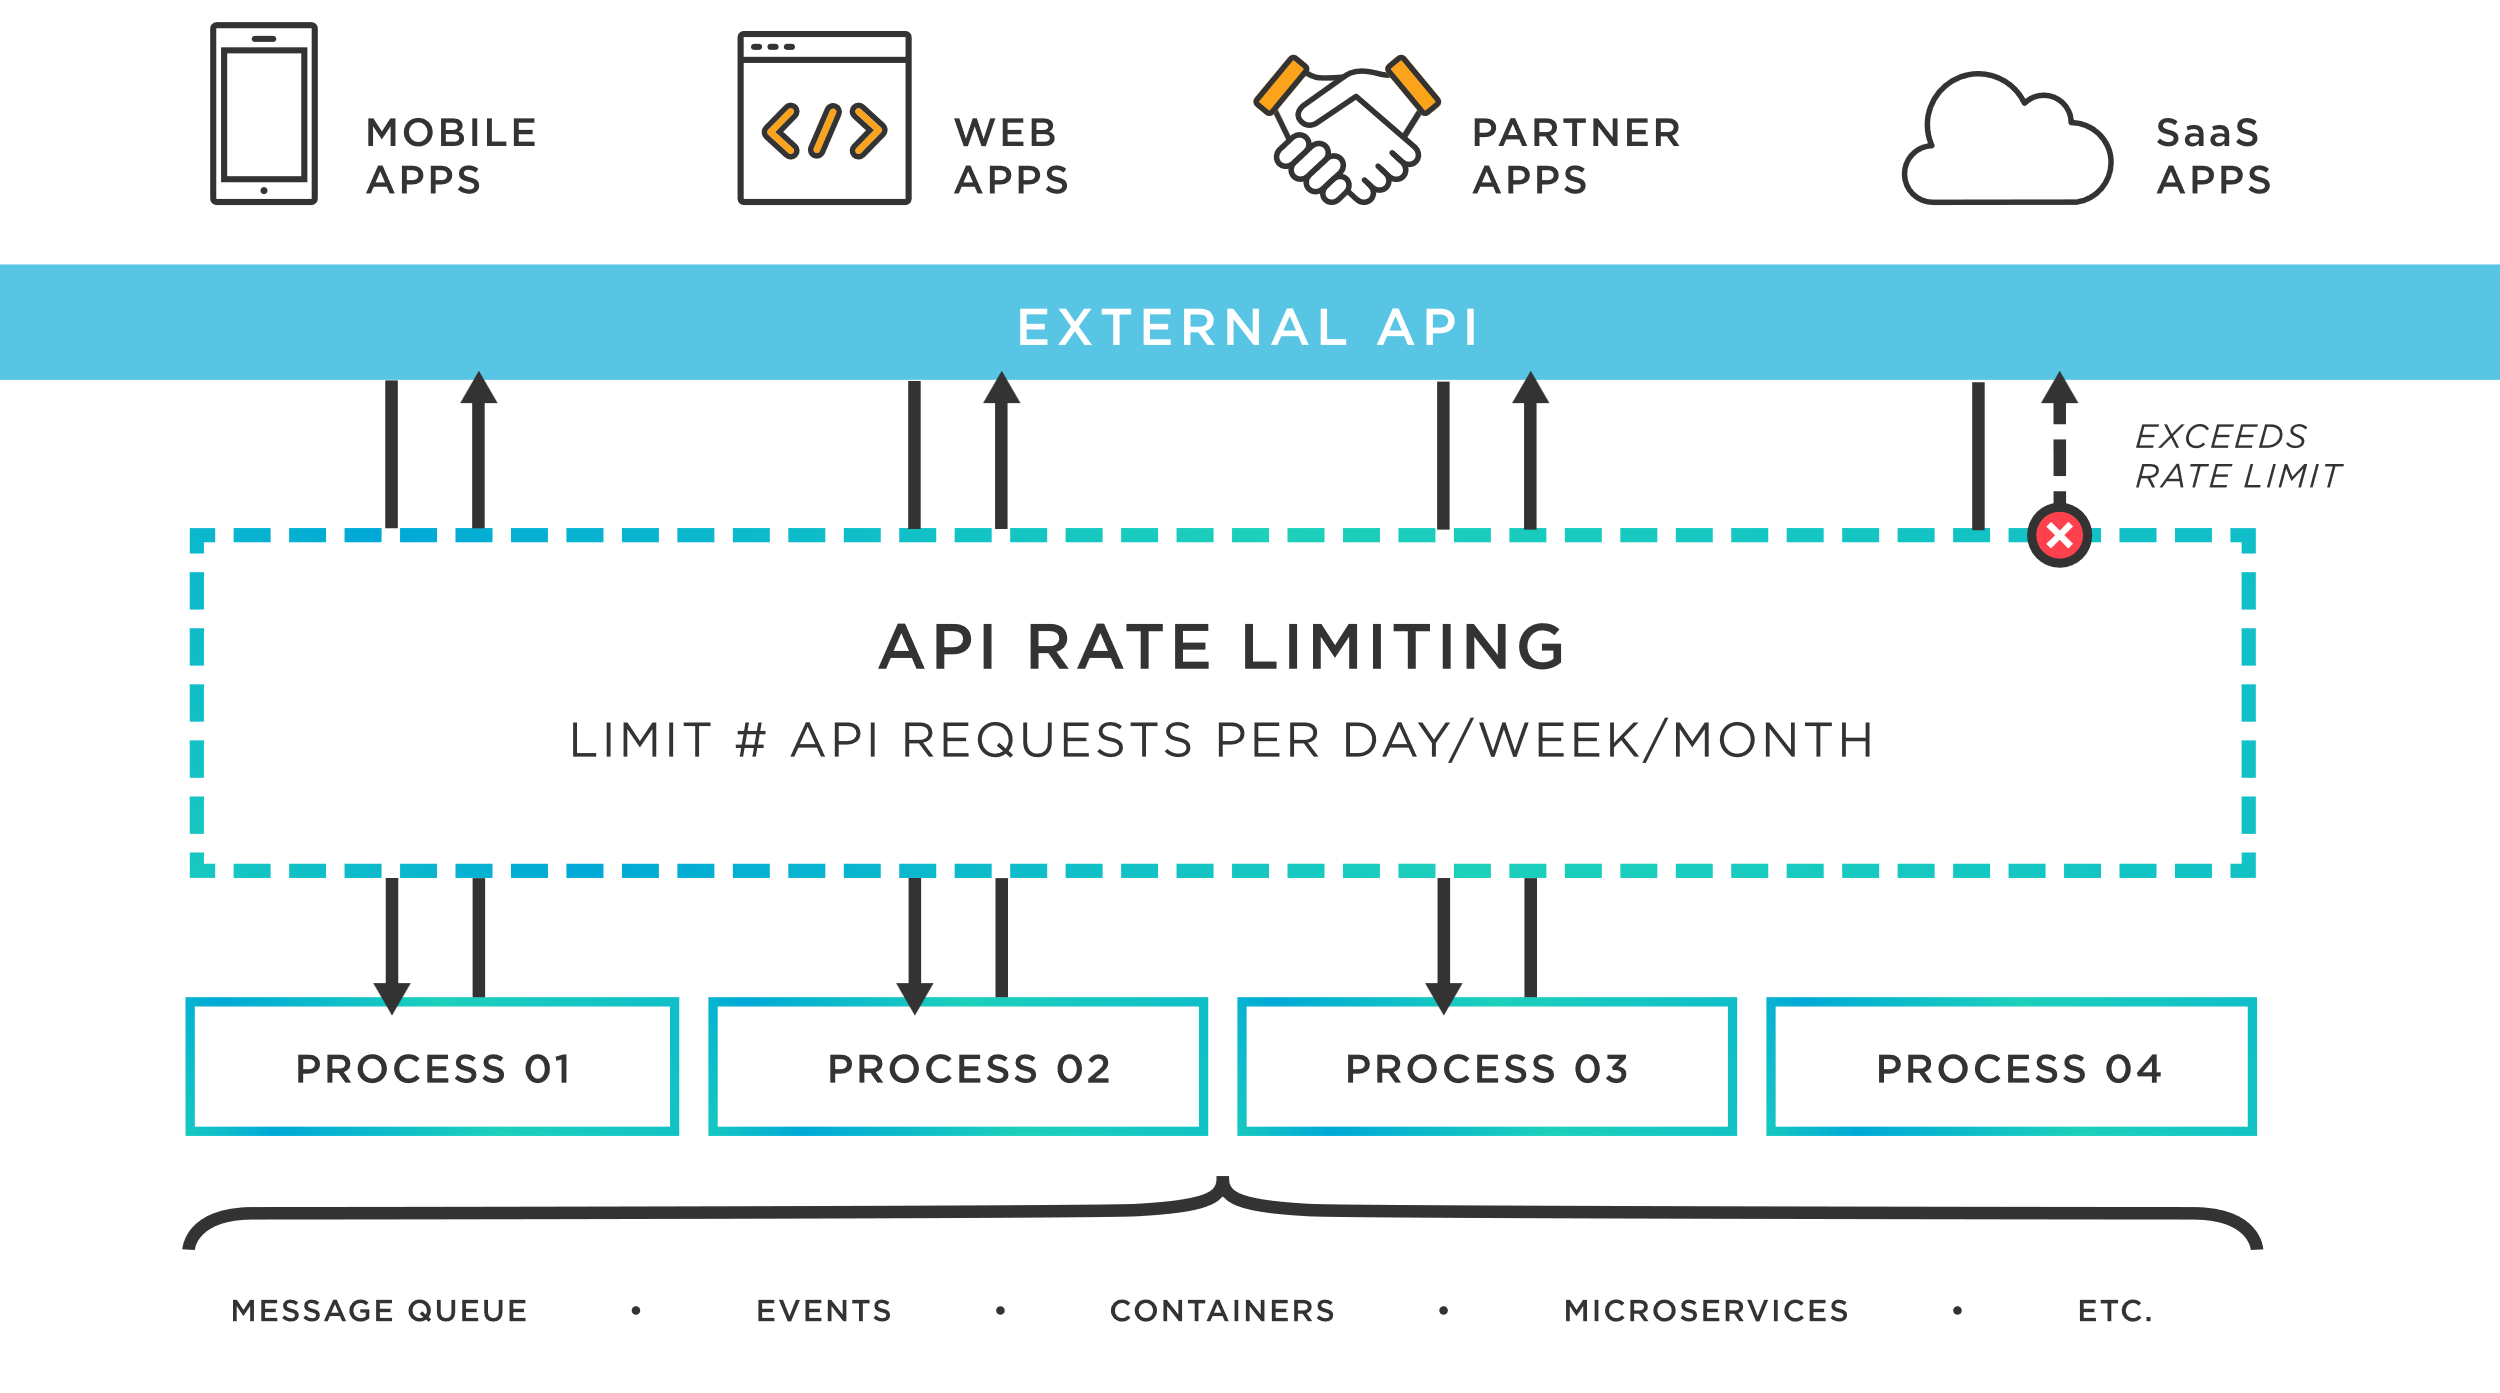 MOBILE
APPS
WEB
APPS
PARTNER
APPS
SaaS
APPS
EXTERNAL API
EXCEEDS
RATE LIMIT
API RATE LIMITING
LIMIT # API REQUESTS PER DAY/WEEK/MONTH
PROCESS 01
PROCESS 02
PROCESS 03
PROCESS 04
MESSAGE QUEUE • EVENTS • CONTAINERS • MICROSERVICES • ETC.